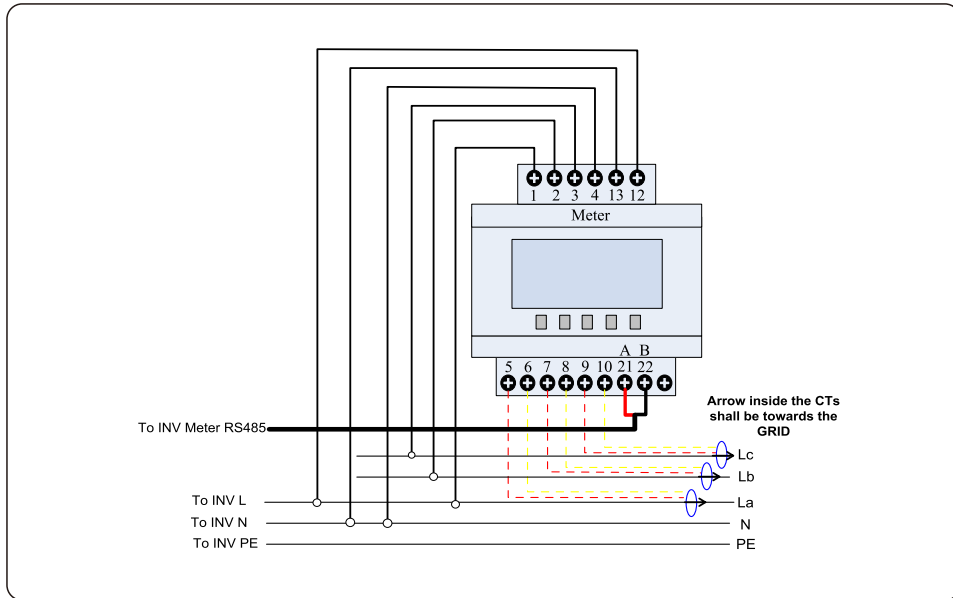 1 2 3 4 13 12
Meter
A B
5 6 7 8 9 10 21 22
Arrow inside the CTs
shall be towards the
GRID
To INV Meter RS485
Lc
Lb
To INV L
La
To INV N
N
To INV PE
PE